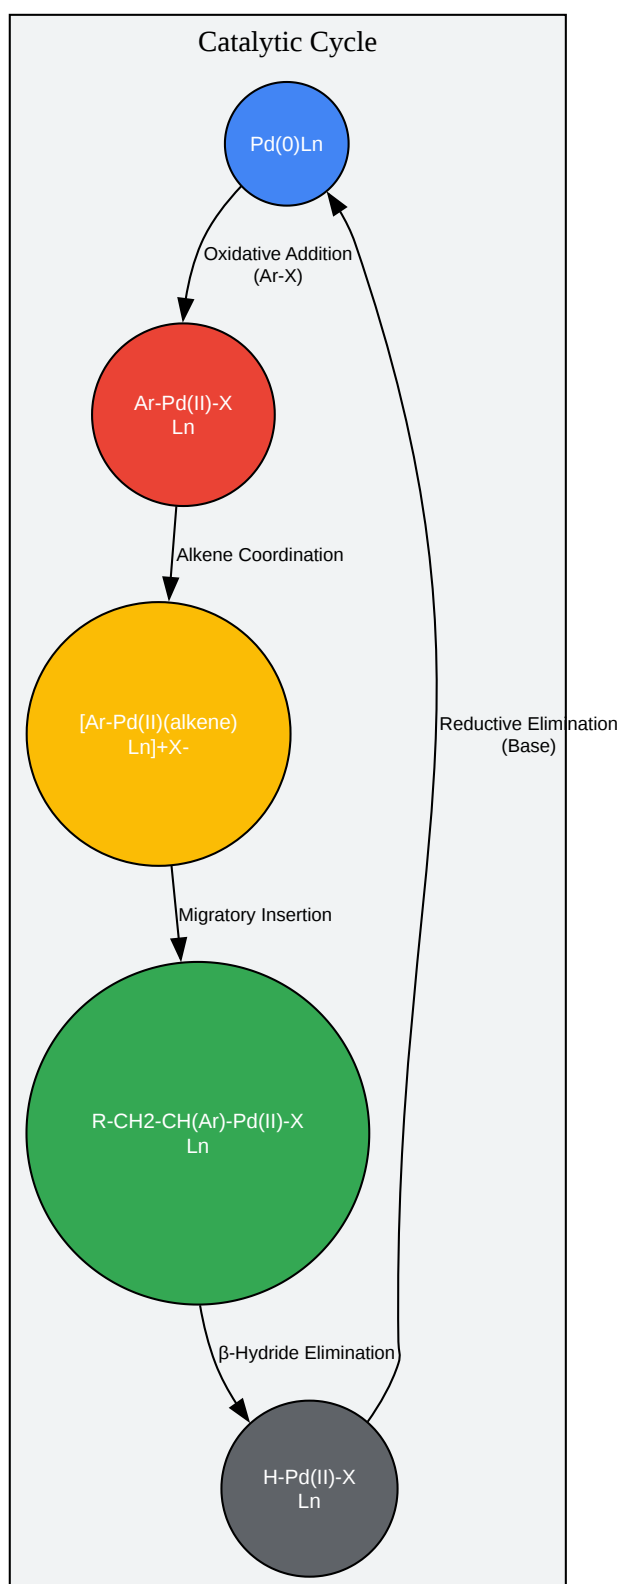 Catalytic Cycle
Pd(0)Ln
Oxidative Addition
(Ar-X)
Ar-Pd(II)-X
Ln
Alkene Coordination
[Ar-Pd(II)(alkene)
Ln]+X-
Reductive Elimination
(Base)
Migratory Insertion
R-CH2-CH(Ar)-Pd(II)-X
Ln
β-Hydride Elimination
H-Pd(II)-X
Ln